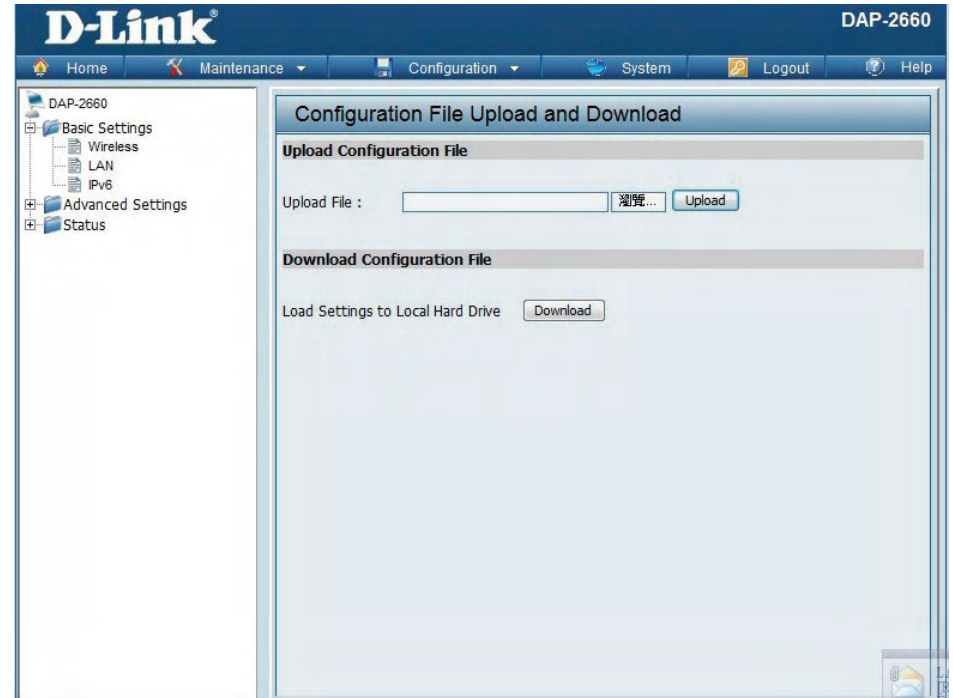 D-Link®
DAP-2660
Home Maintenance Configuration System Logout Help
DAP-2660
Basic Settings
Wireless
LAN
IPv6
Advanced Settings
Status
Configuration File Upload and Download
Upload Configuration File
Upload File : 瀏覽... Upload
Download Configuration File
Load Settings to Local Hard Drive Download